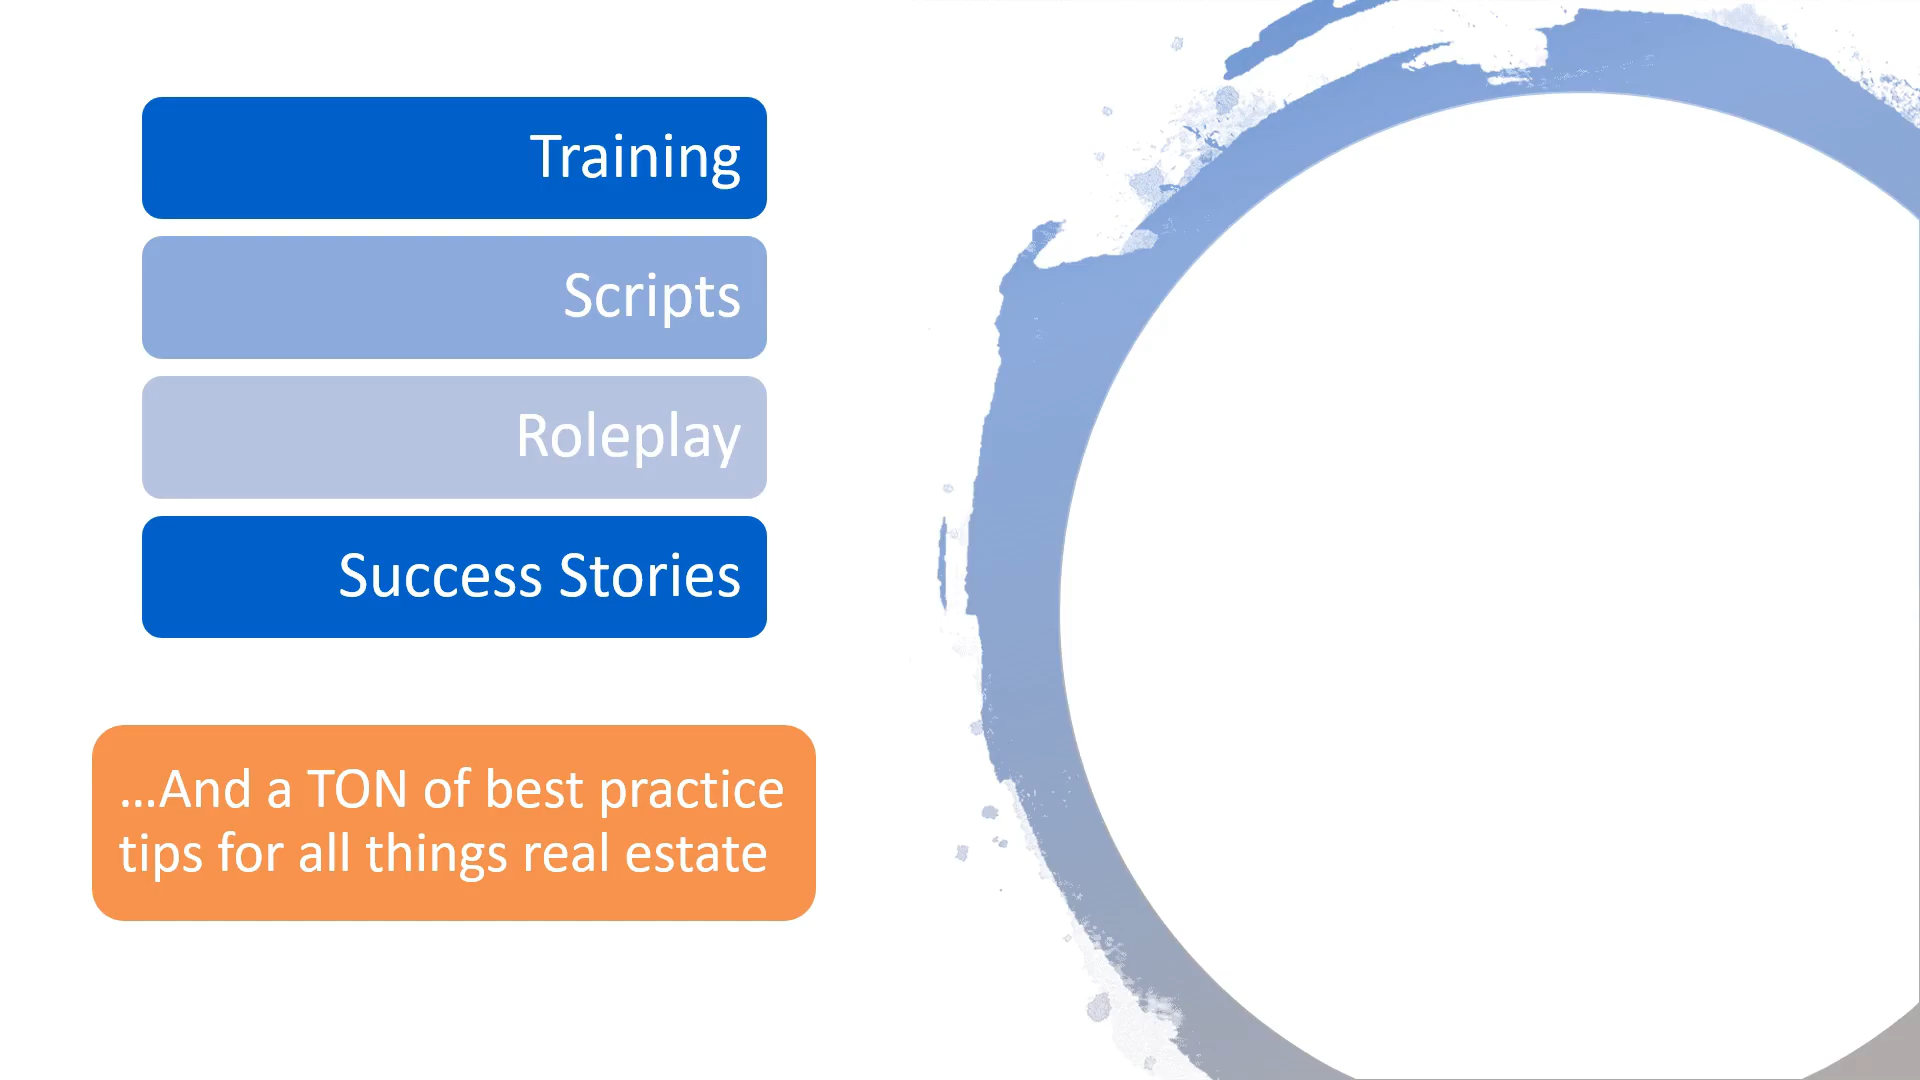 Training
Scripts
Roleplay
Success Stories
...And a TON of best practice
tips for all things real estate